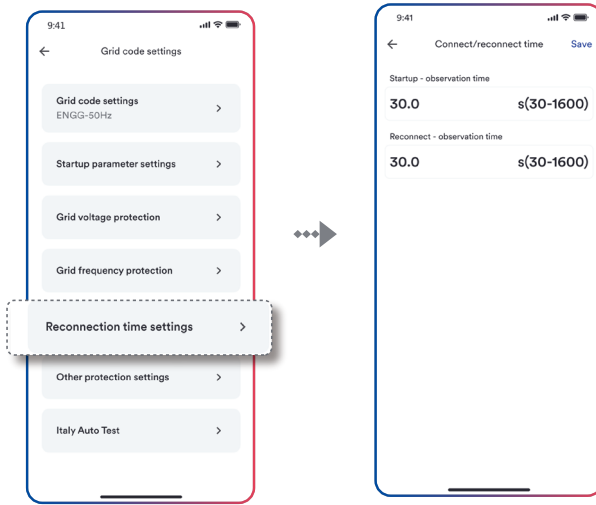 9:41
Grid code settings
Grid code settings
ENGG-50Hz
Startup parameter settings
Grid voltage protection
Grid frequency protection
Reconnection time settings
Other protection settings
Italy Auto Test
9:41
Connect/reconnect time Save
Startup - observation time
30.0 s(30-1600)
Reconnect - observation time
30.0 s(30-1600)